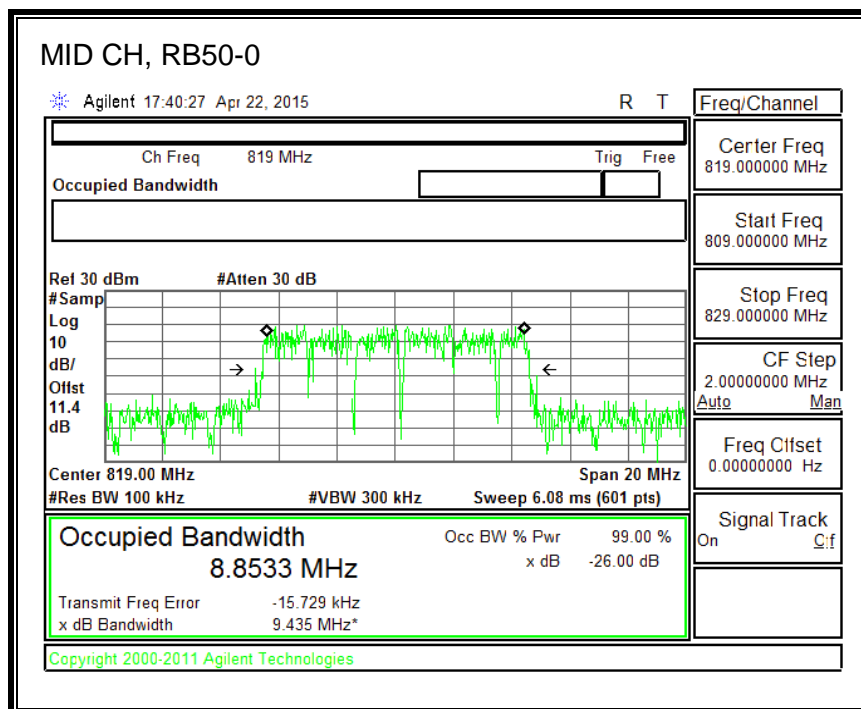 MID CH, RB50-0
Agilent 17:40:27 Apr 22, 2015 R T
Freq/Channel
Ch Freq 819 MHz Trig Free
Occupied Bandwidth
Center Freq
819.000000 MHz
Start Freq
809.000000 MHz
Stop Freq
829.000000 MHz
CF Step
2.00000000 MHz
Auto Man
Freq Offset
0.00000000 Hz
Signal Track
On Off
Ref 30 dBm #Atten 30 dB
#Samp
Log
10
dB/
Offst
11.4
dB
Center 819.00 MHz Span 20 MHz
#Res BW 100 kHz #VBW 300 kHz Sweep 6.08 ms (601 pts)
Occupied Bandwidth
8.8533 MHz
Occ BW % Pwr 99.00 %
x dB -26.00 dB
Transmit Freq Error -15.729 kHz
x dB Bandwidth 9.435 MHz*
Copyright 2000-2011 Agilent Technologies